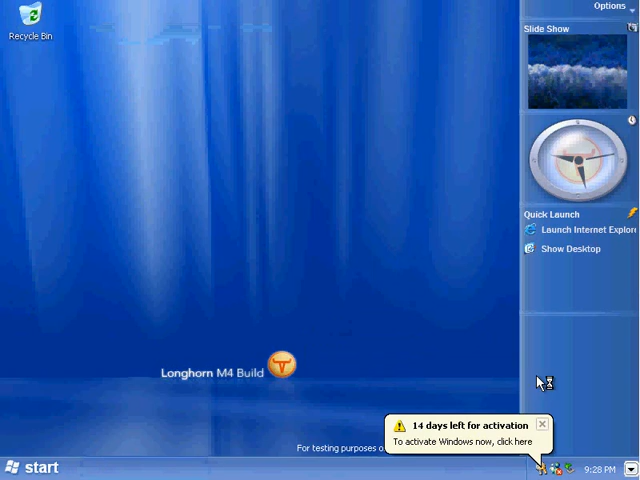 Options
Recycle Bin
Slide Show
Quick Launch
Launch Internet Explore
Show Desktop
Longhorn M4 Build
14 days left for activation
To activate Windows now, click here
For testing purposes o
start
9:28 PM